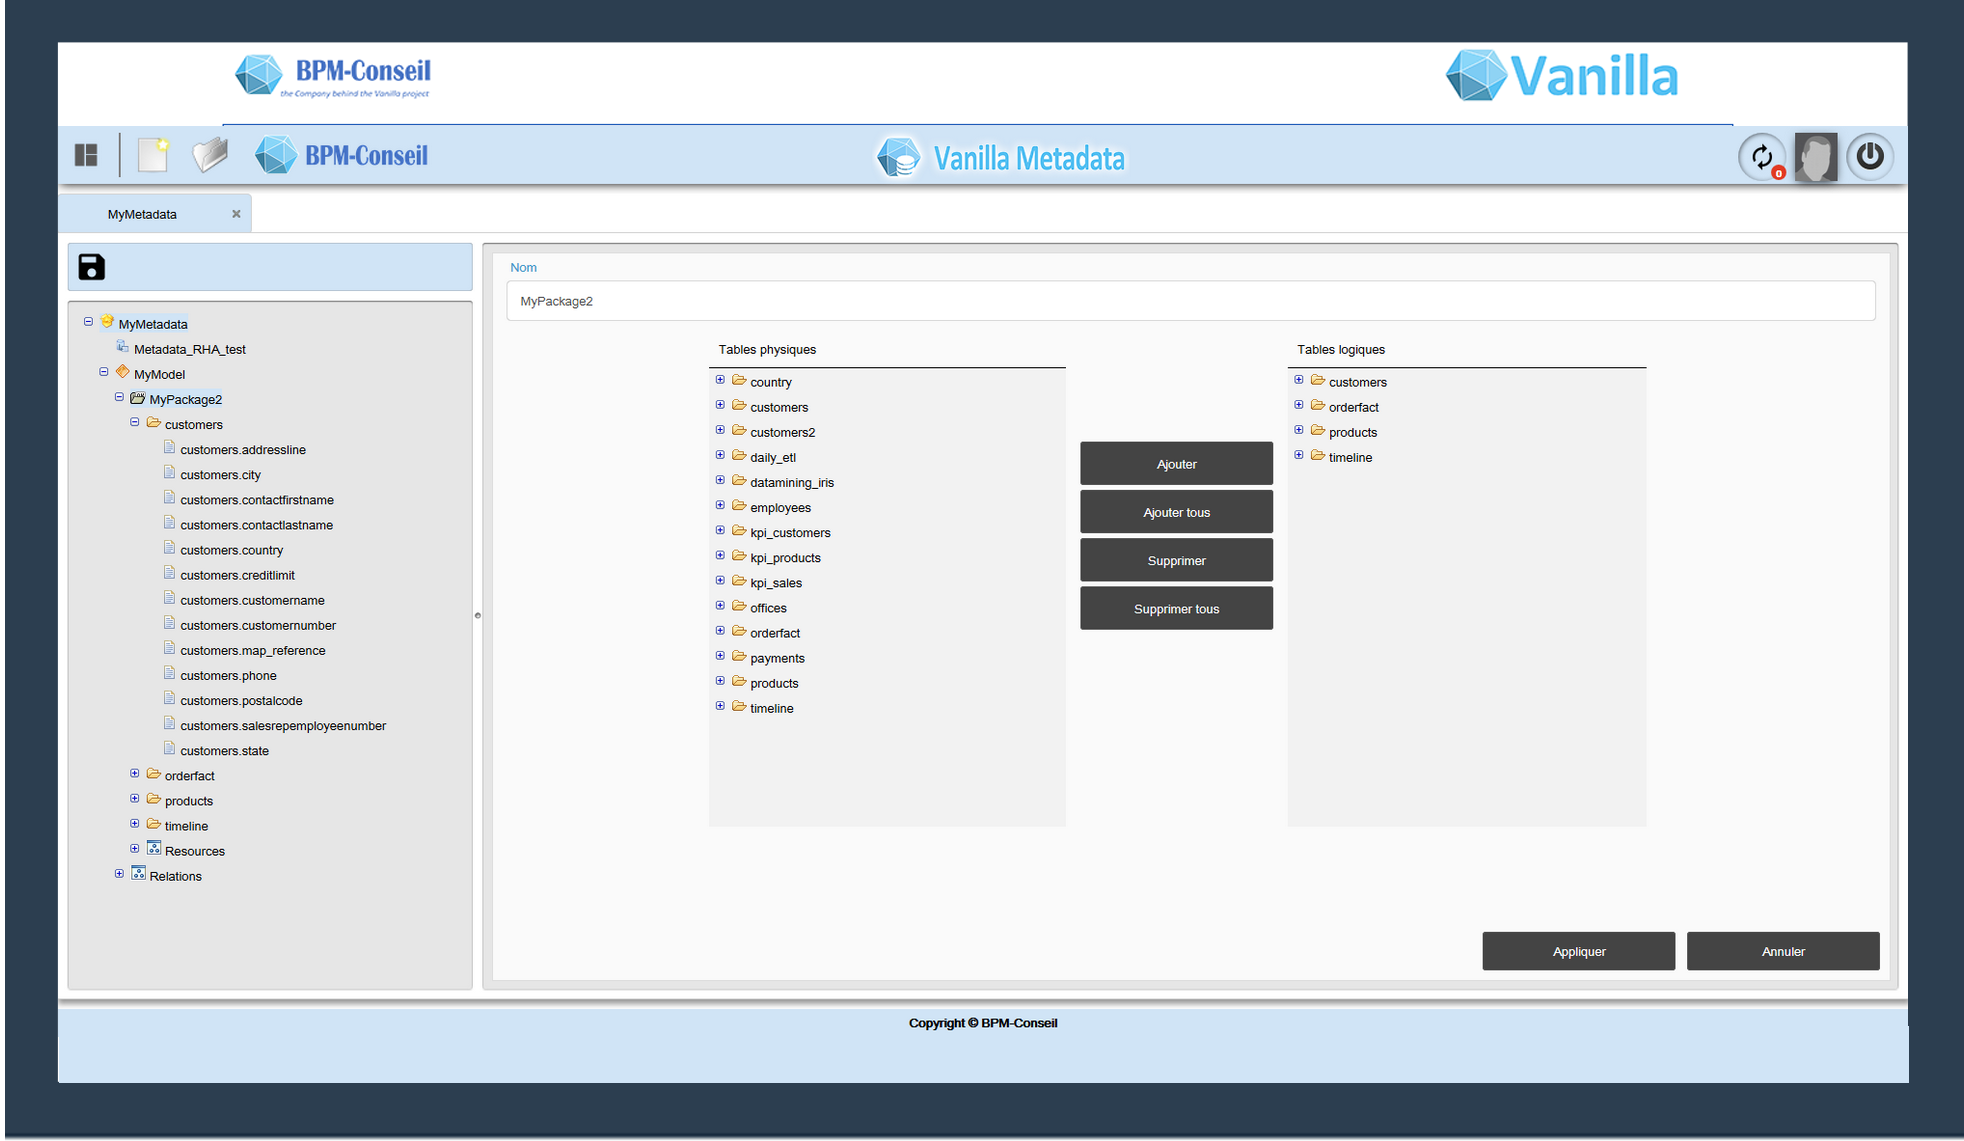 BPM-Conseil
the Company behind the Vanilla project
Vanilla
BPM-Conseil
Vanilla Metadata
0
MyMetadata
Nom
MyPackage2
MyMetadata
Metadata_RHA_test
MyModel
MyPackage2
customers
customers.addressline
customers.city
customers.contactfirstname
customers.contactlastname
customers.country
customers.creditlimit
customers.customername
customers.customernumber
customers.map_reference
customers.phone
customers.postalcode
customers.salesrepemployeenumber
customers.state
orderfact
products
timeline
Resources
Relations
Tables physiques
country
customers
customers2
daily_etl
datamining_iris
employees
kpi_customers
kpi_products
kpi_sales
offices
orderfact
payments
products
timeline
Ajouter
Ajouter tous
Supprimer
Supprimer tous
Tables logiques
customers
orderfact
products
timeline
Appliquer
Annuler
Copyright © BPM-Conseil